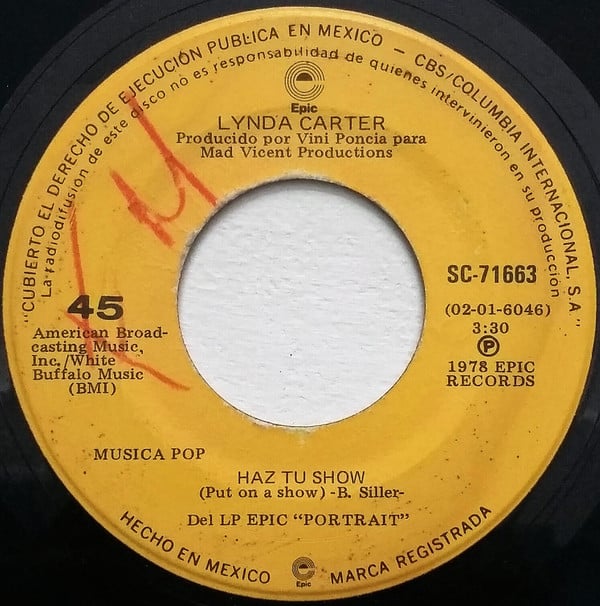 "CUBIERTO EL DERECHO DE EJECUCIÓN PUBLICA EN MEXICO — CBS/COLUMBIA INTERNACIONAL, S.A"
La radiodifusión de este disco no es responsabilidad de quienes intervinieron en su producción
Epic
LYNDA CARTER
Producido por Vini Poncia para
Mad Vicent Productions
45
American Broad-
casting Music,
Inc./White
Buffalo Music
(BMI)
SC-71663
(02-01-6046)
3:30
Ⓟ
1978 EPIC
RECORDS
MUSICA POP
HAZ TU SHOW
(Put on a show) -B. Siller-
Del LP EPIC "PORTRAIT"
HECHO EN MEXICO
Epic
MARCA REGISTRADA